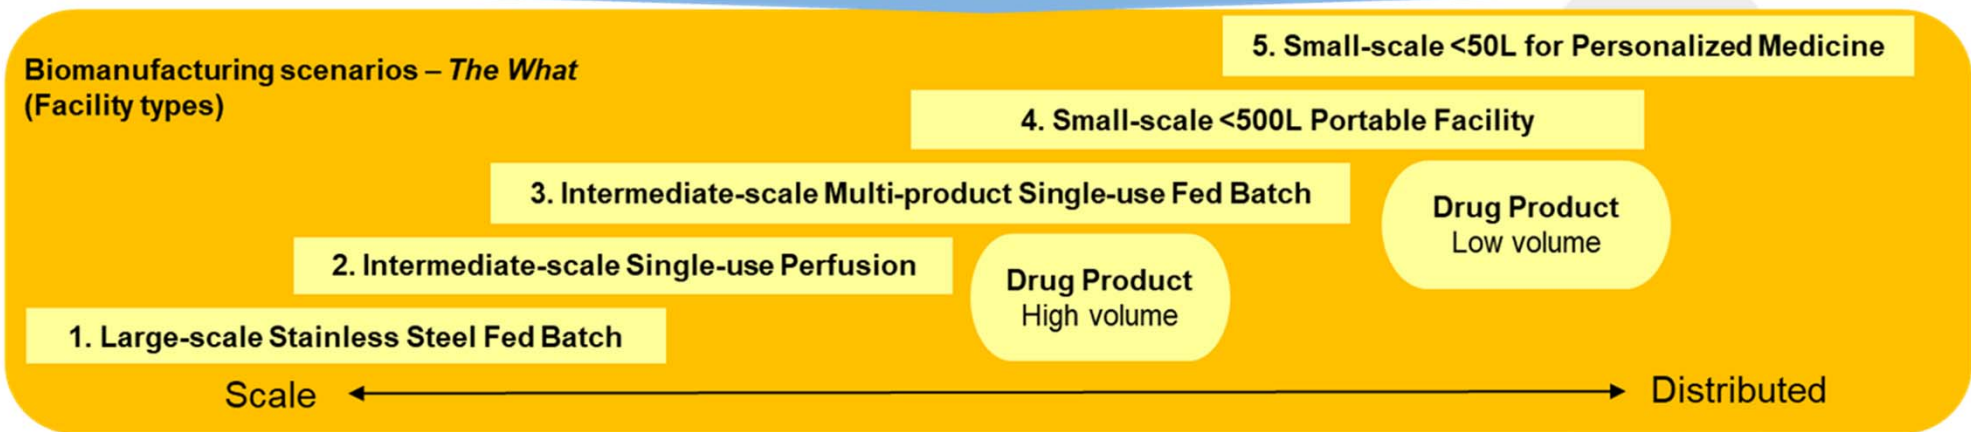 Biomanufacturing scenarios – The What
(Facility types)
5. Small-scale <50L for Personalized Medicine
4. Small-scale <500L Portable Facility
3. Intermediate-scale Multi-product Single-use Fed Batch
Drug Product
Low volume
2. Intermediate-scale Single-use Perfusion
Drug Product
High volume
1. Large-scale Stainless Steel Fed Batch
Scale
Distributed